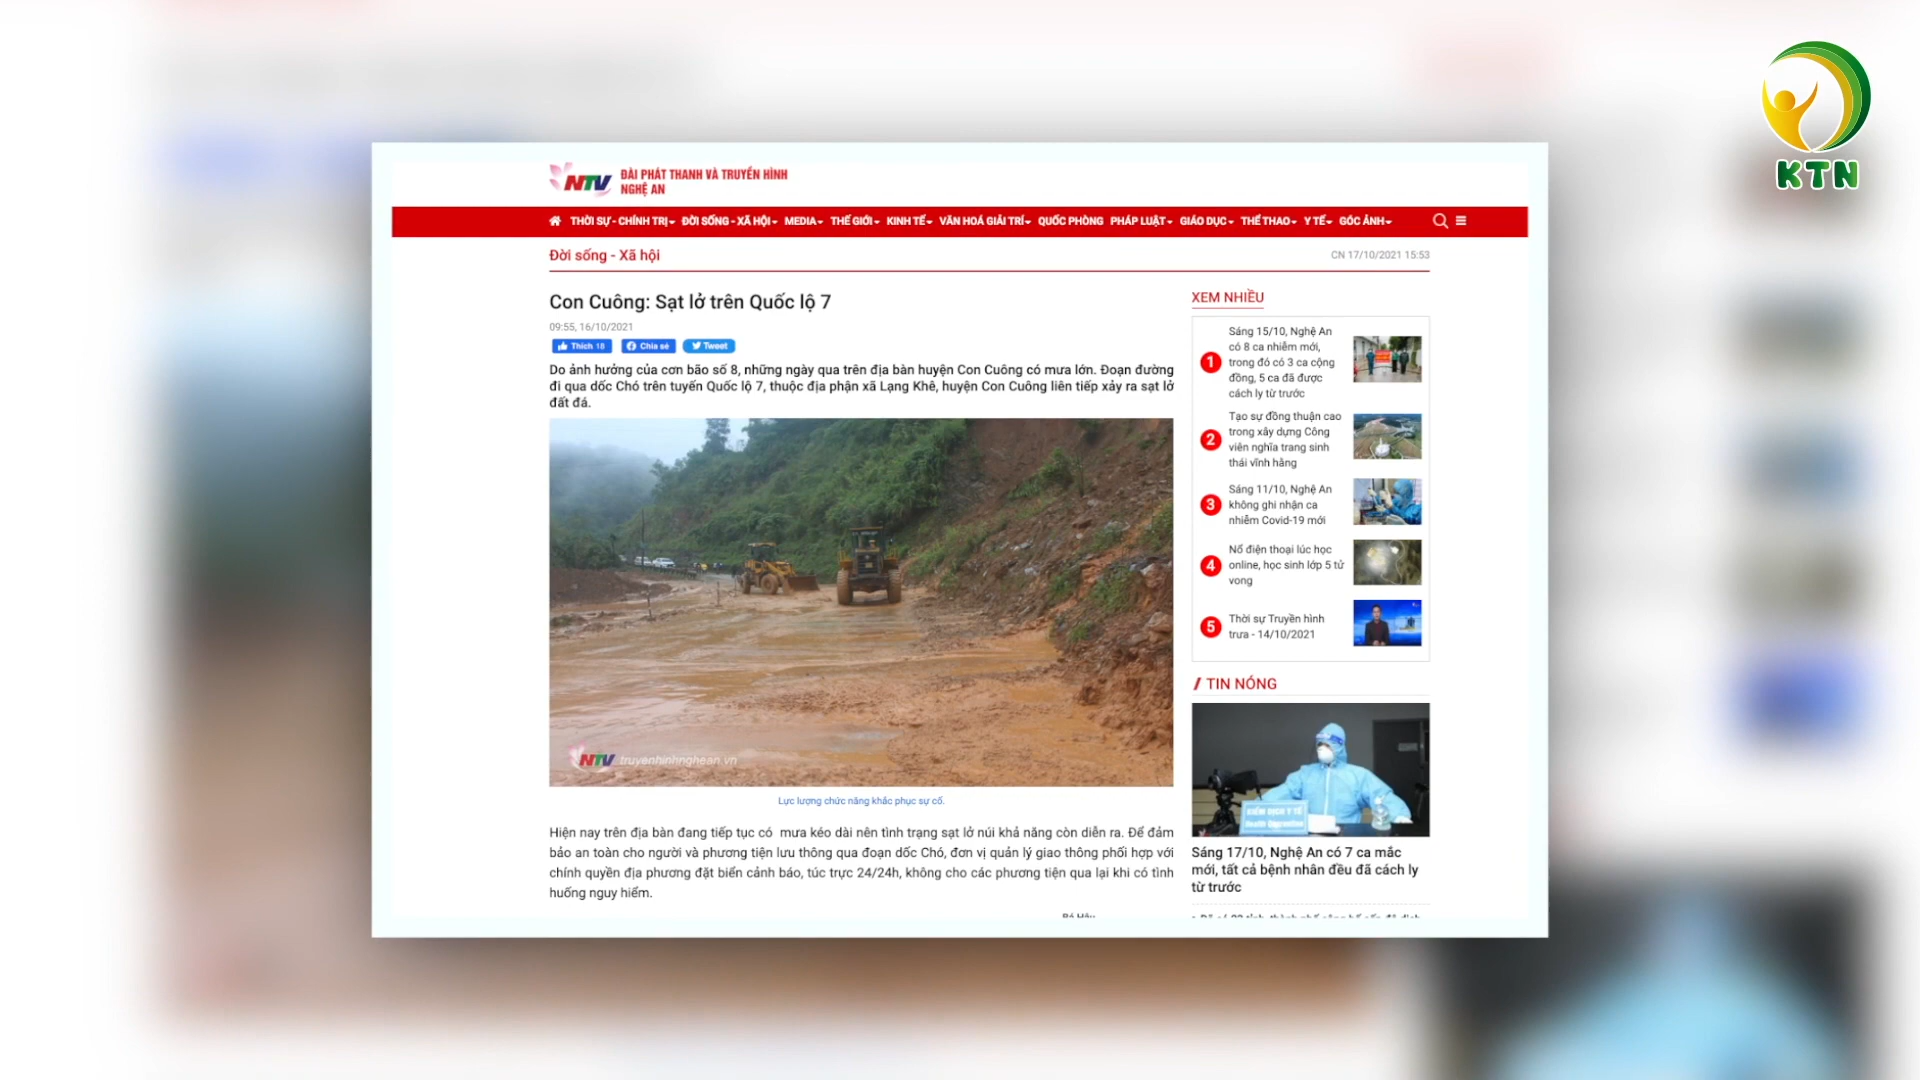 KTN
NTV
ĐÀI PHÁT THANH VÀ TRUYỀN HÌNH
NGHỆ AN
THỜI SỰ - CHÍNH TRỊ ĐỜI SỐNG - XÃ HỘI MEDIA THẾ GIỚI KINH TẾ VĂN HOÁ GIẢI TRÍ QUỐC PHÒNG PHÁP LUẬT GIÁO DỤC THỂ THAO Y TẾ GÓC ẢNH
Đời sống - Xã hội
CN 17/10/2021 15:53
Con Cuông: Sạt lở trên Quốc lộ 7
09:55, 16/10/2021
Thích 18 Chia sẻ Tweet
Do ảnh hưởng của cơn bão số 8, những ngày qua trên địa bàn huyện Con Cuông có mưa lớn. Đoạn đường
đi qua dốc Chó trên tuyến Quốc lộ 7, thuộc địa phận xã Lạng Khê, huyện Con Cuông liên tiếp xảy ra sạt lở
đất đá.
NTV truyenhinhnghean.vn
Lực lượng chức năng khắc phục sự cố.
Hiện nay trên địa bàn đang tiếp tục có mưa kéo dài nên tình trạng sạt lở núi khả năng còn diễn ra. Để đảm
bảo an toàn cho người và phương tiện lưu thông qua đoạn dốc Chó, đơn vị quản lý giao thông phối hợp với
chính quyền địa phương đặt biển cảnh báo, túc trực 24/24h, không cho các phương tiện qua lại khi có tình
huống nguy hiểm.
XEM NHIỀU
1
Sáng 15/10, Nghệ An
có 8 ca nhiễm mới,
trong đó có 3 ca cộng
đồng, 5 ca đã được
cách ly từ trước
2
Tạo sự đồng thuận cao
trong xây dựng Công
viên nghĩa trang sinh
thái vĩnh hằng
3
Sáng 11/10, Nghệ An
không ghi nhận ca
nhiễm Covid-19 mới
4
Nổ điện thoại lúc học
online, học sinh lớp 5 tử
vong
5
Thời sự Truyền hình
trưa - 14/10/2021
TIN NÓNG
KIỂM DỊCH Y TẾ
Sáng 17/10, Nghệ An có 7 ca mắc
mới, tất cả bệnh nhân đều đã cách ly
từ trước